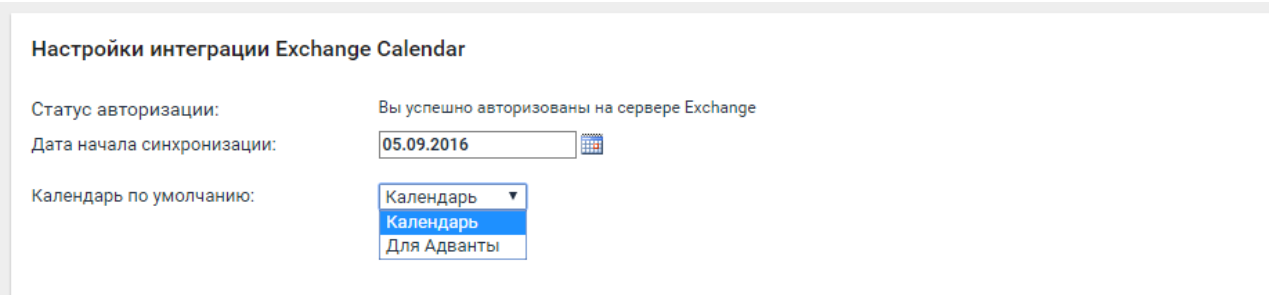 Настройки интеграции Exchange Calendar
Статус авторизации: Вы успешно авторизованы на сервере Exchange
Дата начала синхронизации: 05.09.2016
Календарь по умолчанию: Календарь
Календарь
Для Адванты